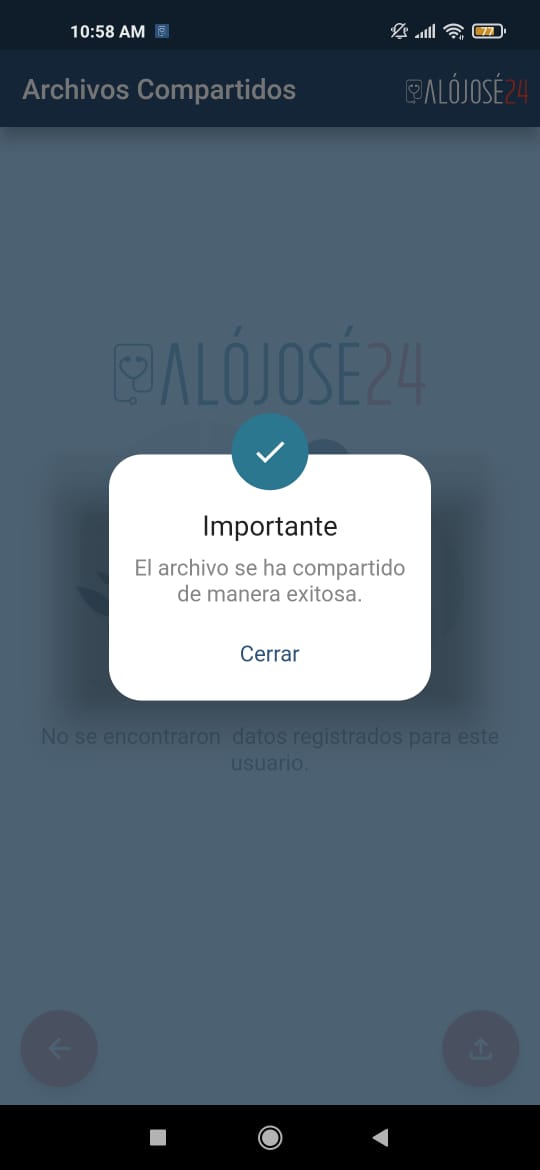 10:58 AM
77
Archivos Compartidos
ALÓJOSÉ24
ALÓJOSÉ24
Importante
El archivo se ha compartido
de manera exitosa.
Cerrar
No se encontraron  datos registrados para este
usuario.